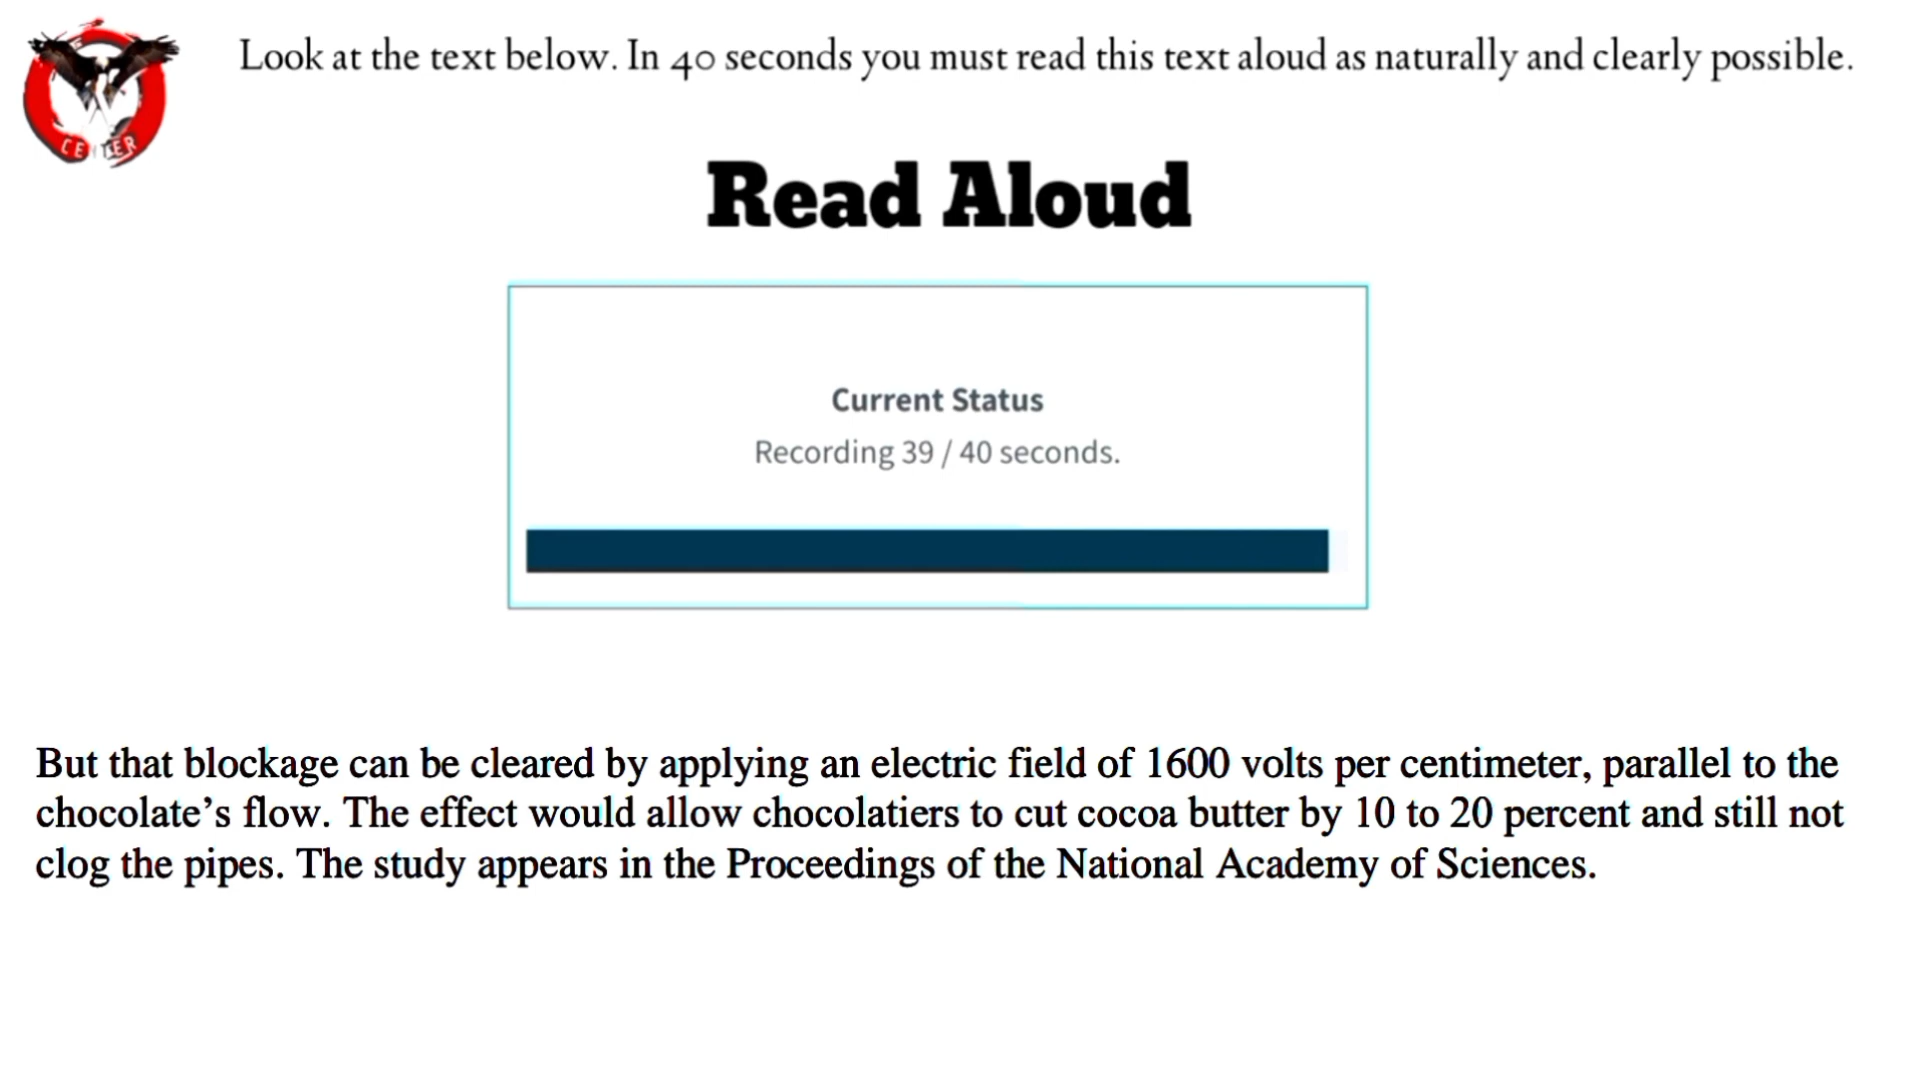 Look at the text below. In 40 seconds you must read this text aloud as naturally and clearly possible.
Read Aloud
Current Status
Recording 39 / 40 seconds.
But that blockage can be cleared by applying an electric field of 1600 volts per centimeter, parallel to the
chocolate’s flow. The effect would allow chocolatiers to cut cocoa butter by 10 to 20 percent and still not
clog the pipes. The study appears in the Proceedings of the National Academy of Sciences.